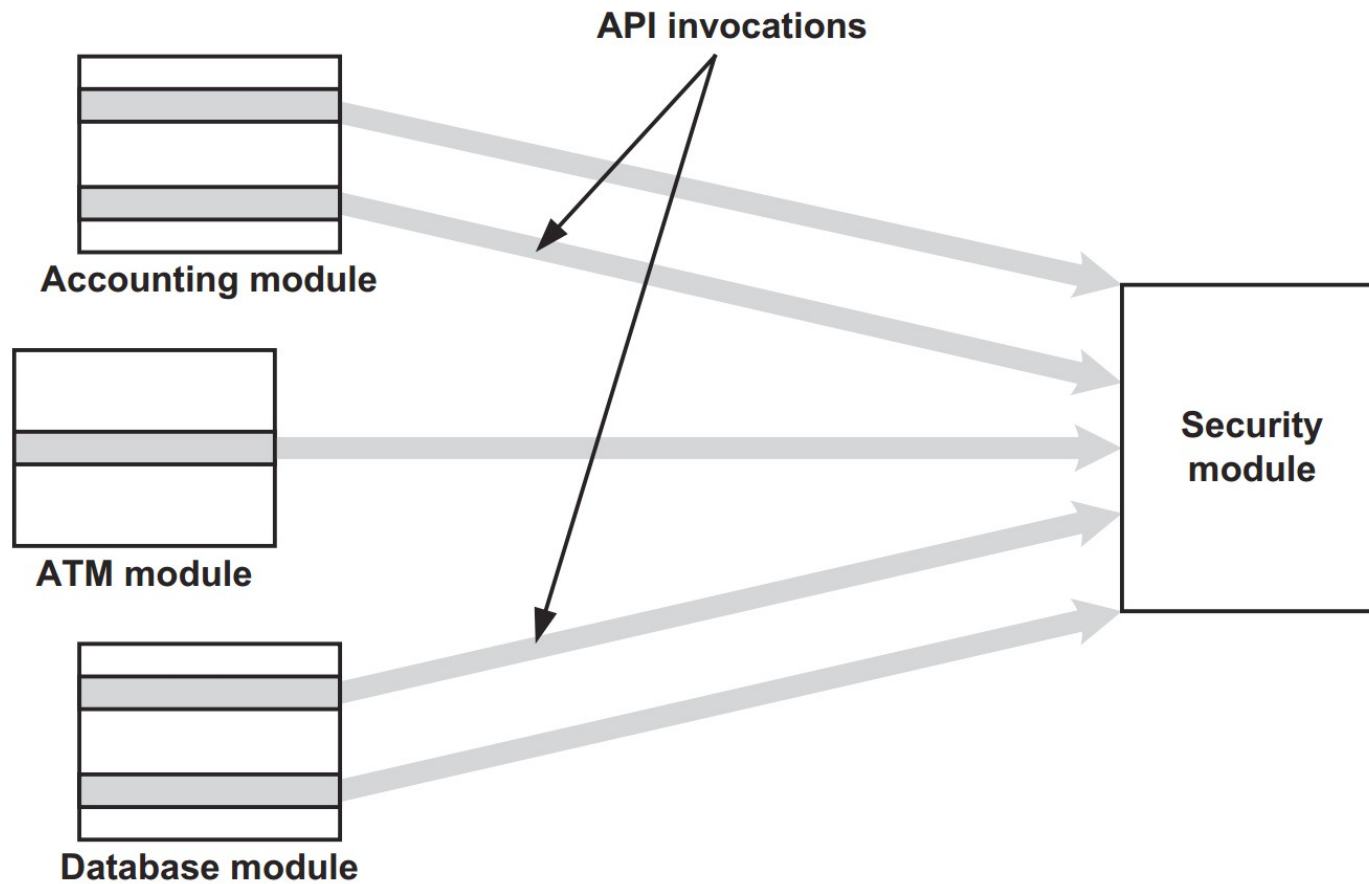 API invocations
Accounting module
Security
module
ATM module
Database module